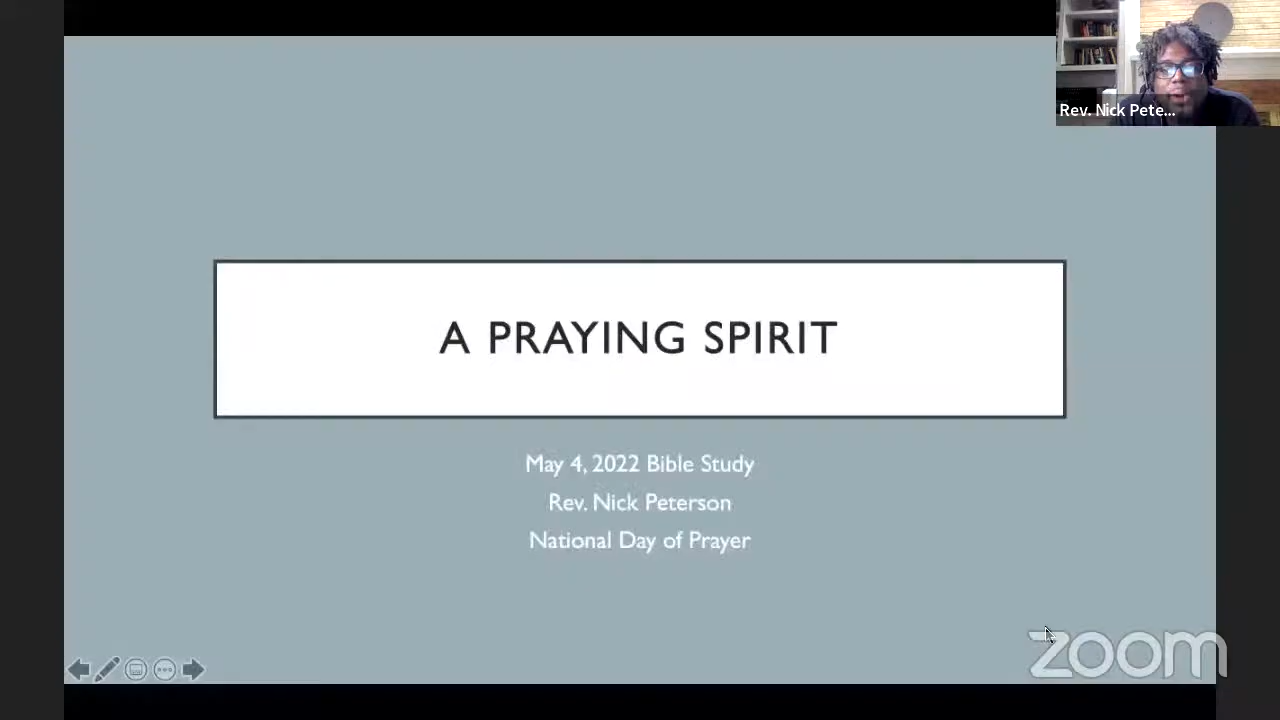 Rev. Nick Pete...
A PRAYING SPIRIT
May 4, 2022 Bible Study
Rev. Nick Peterson
National Day of Prayer
zoom